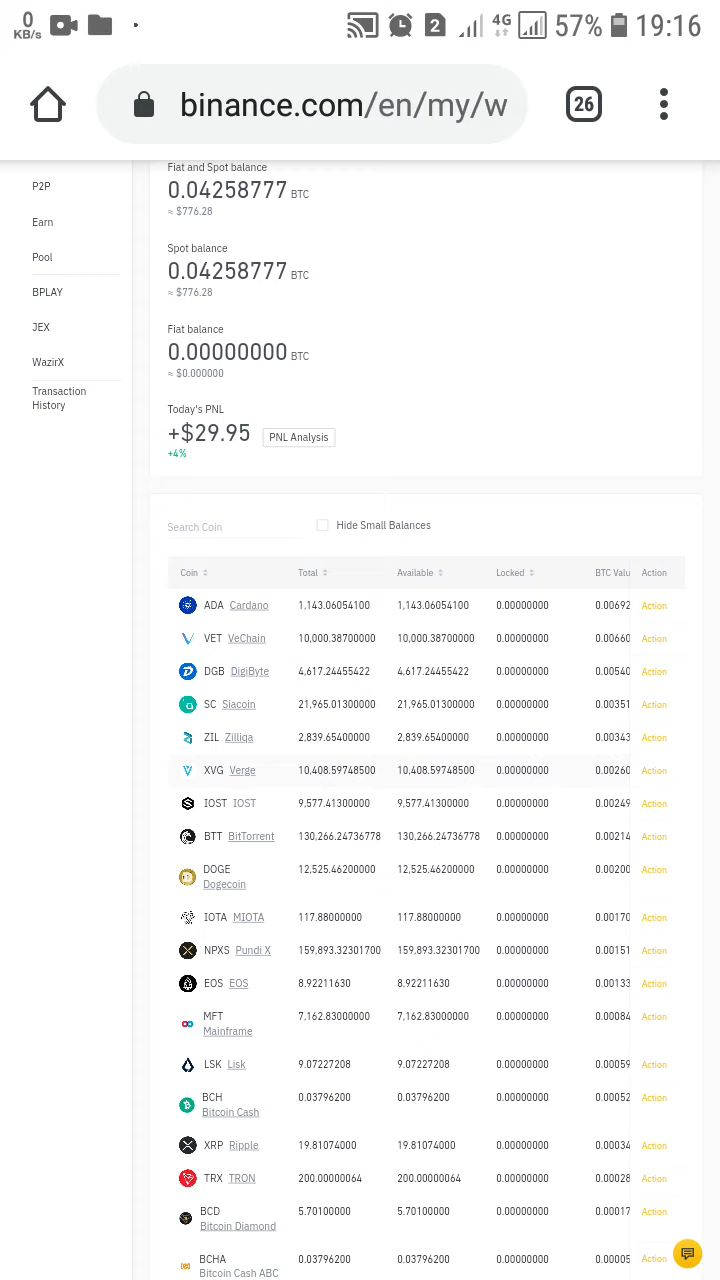 0
KB/s
2
4G
57%
19:16
binance.com/en/my/w
26
P2P
Earn
Pool
BPLAY
JEX
WazirX
Transaction
History
Fiat and Spot balance
0.04258777 BTC
≈ $776.28
Spot balance
0.04258777 BTC
≈ $776.28
Fiat balance
0.00000000 BTC
≈ $0.000000
Today's PNL
+$29.95 PNL Analysis
+4%
Search Coin Hide Small Balances
Coin Total Available Locked BTC Valu Action
ADA Cardano 1,143.06054100 1,143.06054100 0.00000000 0.00692 Action
VET VeChain 10,000.38700000 10,000.38700000 0.00000000 0.00660 Action
DGB DigiByte 4,617.24455422 4,617.24455422 0.00000000 0.00540 Action
SC Siacoin 21,965.01300000 21,965.01300000 0.00000000 0.00351 Action
ZIL Zilliqa 2,839.65400000 2,839.65400000 0.00000000 0.00343 Action
XVG Verge 10,408.59748500 10,408.59748500 0.00000000 0.00260 Action
IOST IOST 9,577.41300000 9,577.41300000 0.00000000 0.00249 Action
BTT BitTorrent 130,266.24736778 130,266.24736778 0.00000000 0.00214 Action
DOGE 12,525.46200000 12,525.46200000 0.00000000 0.00200 Action
Dogecoin
IOTA MIOTA 117.88000000 117.88000000 0.00000000 0.00170 Action
NPXS Pundi X 159,893.32301700 159,893.32301700 0.00000000 0.00151 Action
EOS EOS 8.92211630 8.92211630 0.00000000 0.00133 Action
MFT 7,162.83000000 7,162.83000000 0.00000000 0.00084 Action
Mainframe
LSK Lisk 9.07227208 9.07227208 0.00000000 0.00059 Action
BCH 0.03796200 0.03796200 0.00000000 0.00052 Action
Bitcoin Cash
XRP Ripple 19.81074000 19.81074000 0.00000000 0.00034 Action
TRX TRON 200.00000064 200.00000064 0.00000000 0.00028 Action
BCD 5.70100000 5.70100000 0.00000000 0.00017 Action
Bitcoin Diamond
BCHA 0.03796200 0.03796200 0.00000000 0.00005 Action
Bitcoin Cash ABC